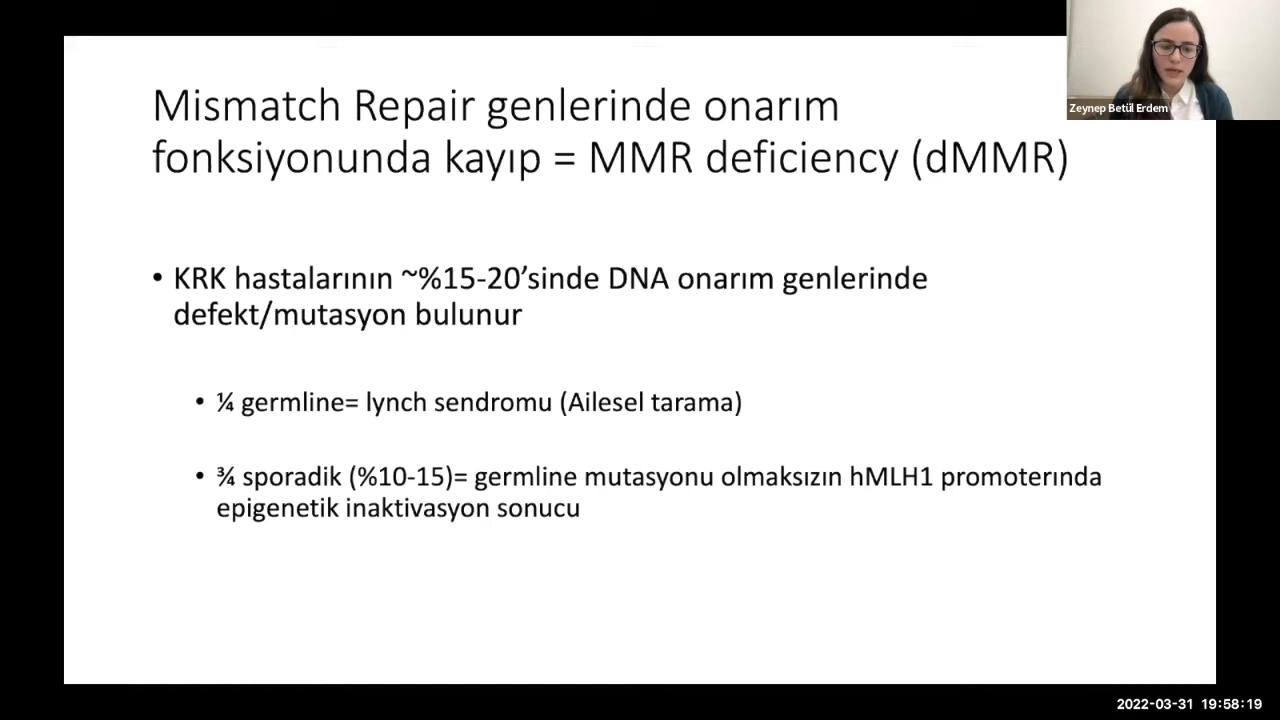 Zeynep Betül Erdem
Mismatch Repair genlerinde onarım
fonksiyonunda kayıp = MMR deficiency (dMMR)
• KRK hastalarının ~%15-20’sinde DNA onarım genlerinde
defekt/mutasyon bulunur
• ¼ germline= lynch sendromu (Ailesel tarama)
• ¾ sporadik (%10-15)= germline mutasyonu olmaksızın hMLH1 promoterında
epigenetik inaktivasyon sonucu
2022-03-31 19:58:19